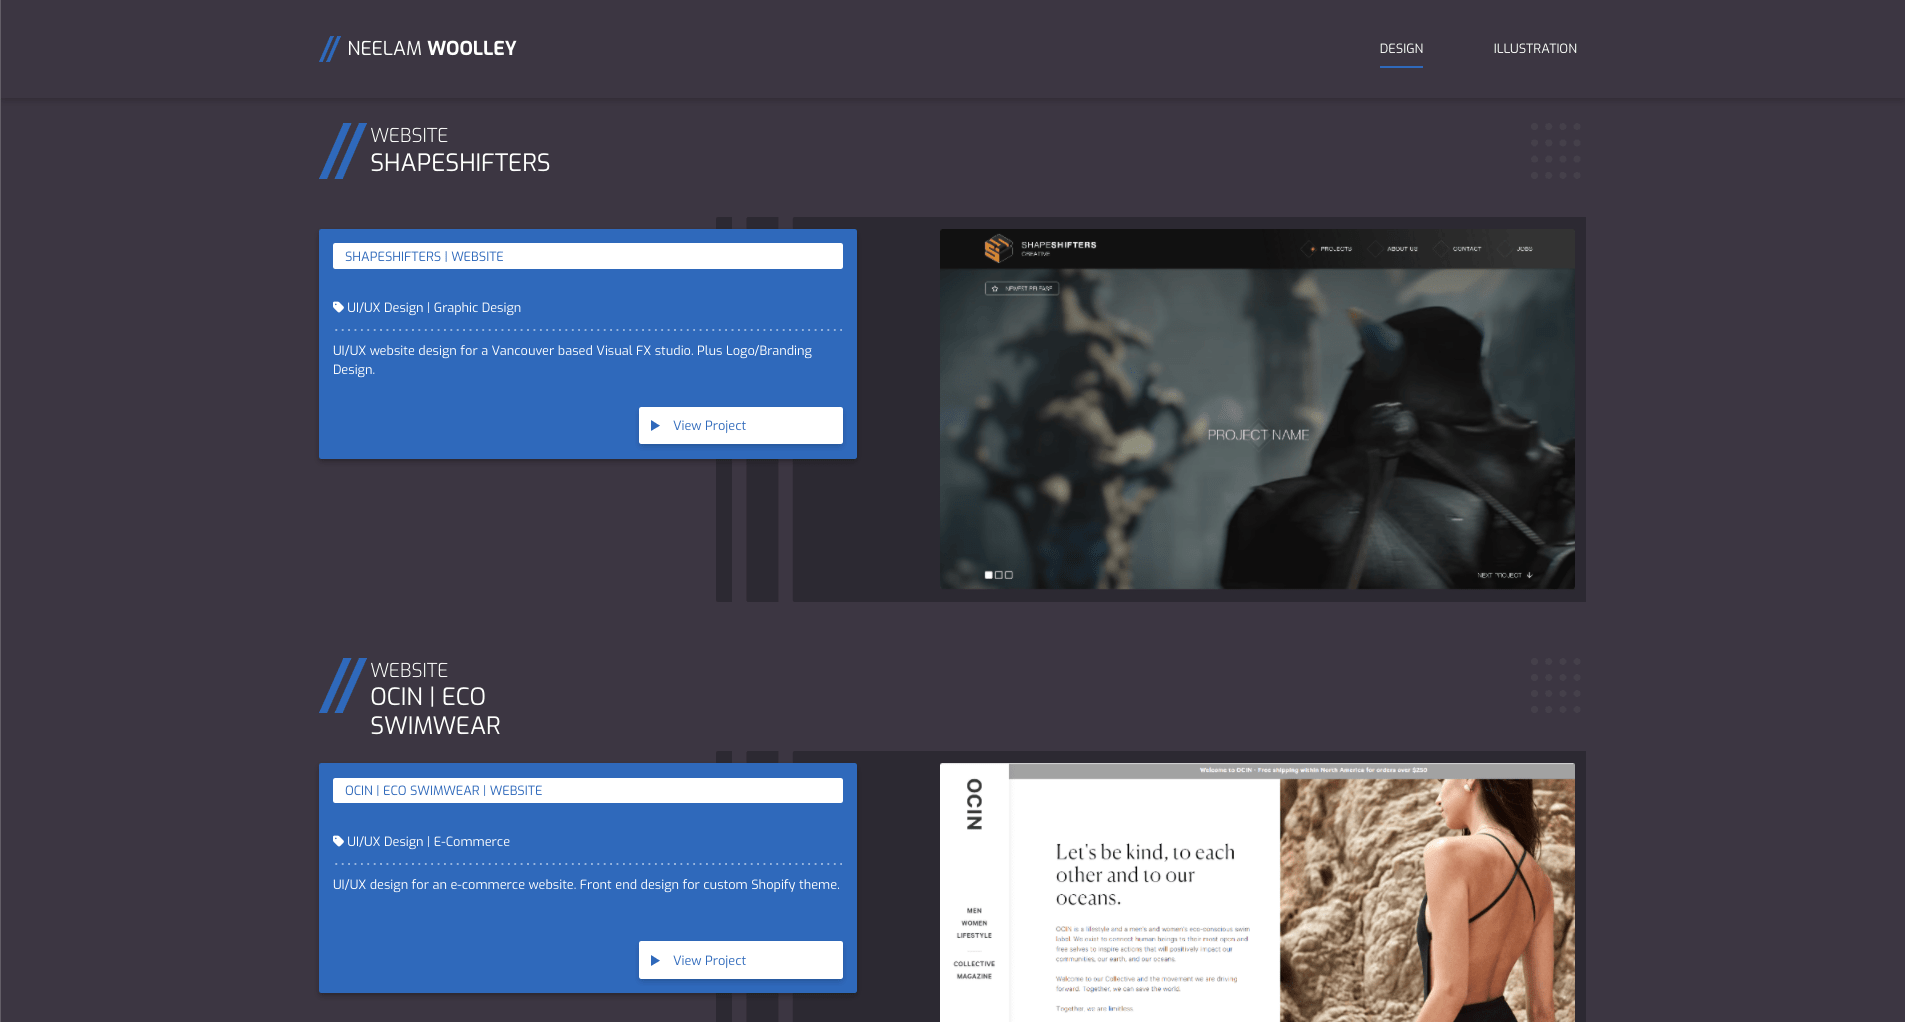 NEELAM WOOLLEY
DESIGN
ILLUSTRATION
WEBSITE
SHAPESHIFTERS
SHAPESHIFTERS | WEBSITE
UI/UX Design | Graphic Design
UI/UX website design for a Vancouver based Visual FX studio. Plus Logo/Branding
Design.
View Project
SHAPESHIFTERS
CREATIVE
PROJECTS
ABOUT US
CONTACT
JOBS
NEWEST RELEASE
PROJECT NAME
NEXT PROJECT
WEBSITE
OCIN | ECO
SWIMWEAR
OCIN | ECO SWIMWEAR | WEBSITE
UI/UX Design | E-Commerce
UI/UX design for an e-commerce website. Front end design for custom Shopify theme.
View Project
Welcome to OCIN - Free shipping within North America for orders over $250
OCIN
MEN
WOMEN
LIFESTYLE
COLLECTIVE
MAGAZINE
Let's be kind, to each
other and to our
oceans.
OCIN is a lifestyle and a men's and women's eco-conscious swim
label. We exist to connect human beings to their most open and
free selves to inspire actions that will positively impact our
communities, our earth, and our oceans.
Welcome to our Collective and the movement we are driving
forward. Together, we can save the world.
Together, we are limitless.